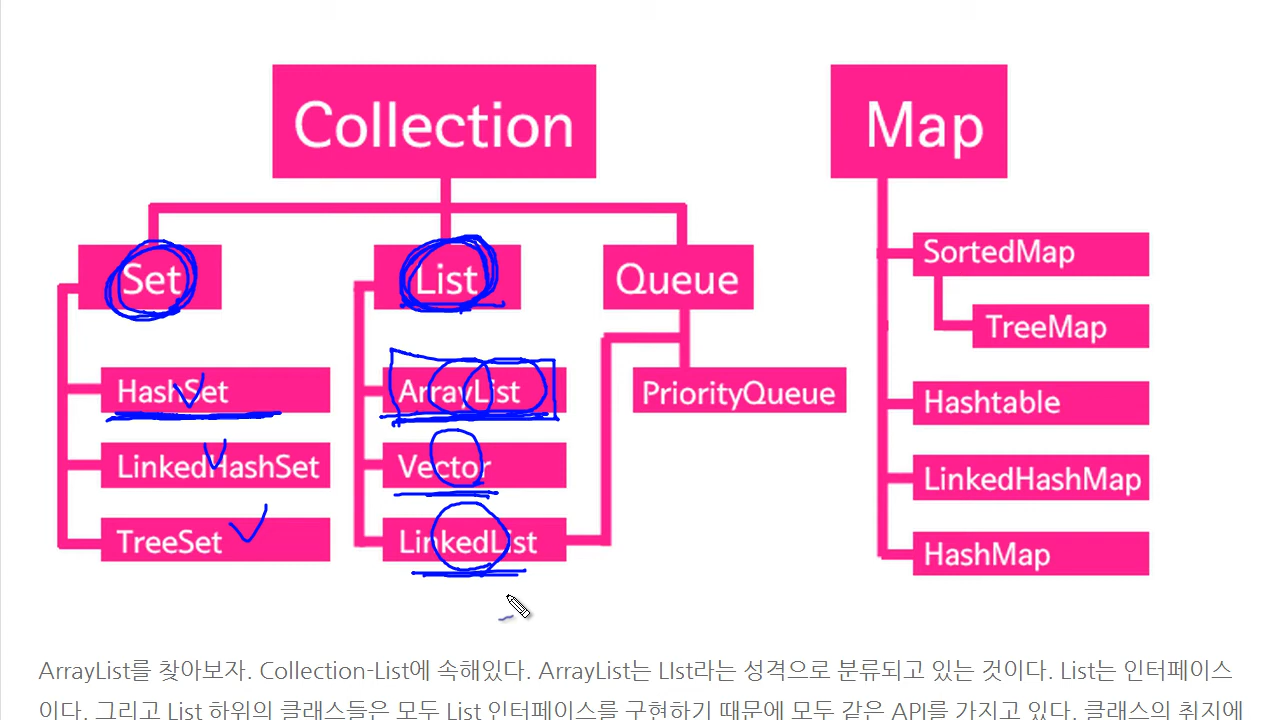 Collection
Map
Set
List
Queue
SortedMap
TreeMap
HashSet
ArrayList
PriorityQueue
Hashtable
LinkedHashSet
Vector
LinkedHashMap
TreeSet
LinkedList
HashMap
ArrayList를 찾아보자. Collection-List에 속해있다. ArrayList는 LIst라는 성격으로 분류되고 있는 것이다. List는 인터페이스
이다. 그리고 List 하위의 클래스들은 모두 List 인터페이스를 구현하기 때문에 모두 같은 API를 가지고 있다. 클래스의 취지에